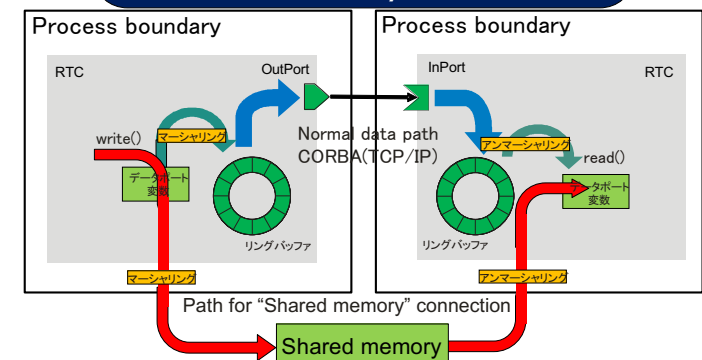 Process boundary
Process boundary
RTC
OutPort
InPort
RTC
write()
マーシャリング
Normal data path
CORBA(TCP/IP)
アンマーシャリング
read()
データポート
変数
データポート
変数
リングバッファ
リングバッファ
マーシャリング
アンマーシャリング
Path for “Shared memory” connection
Shared memory